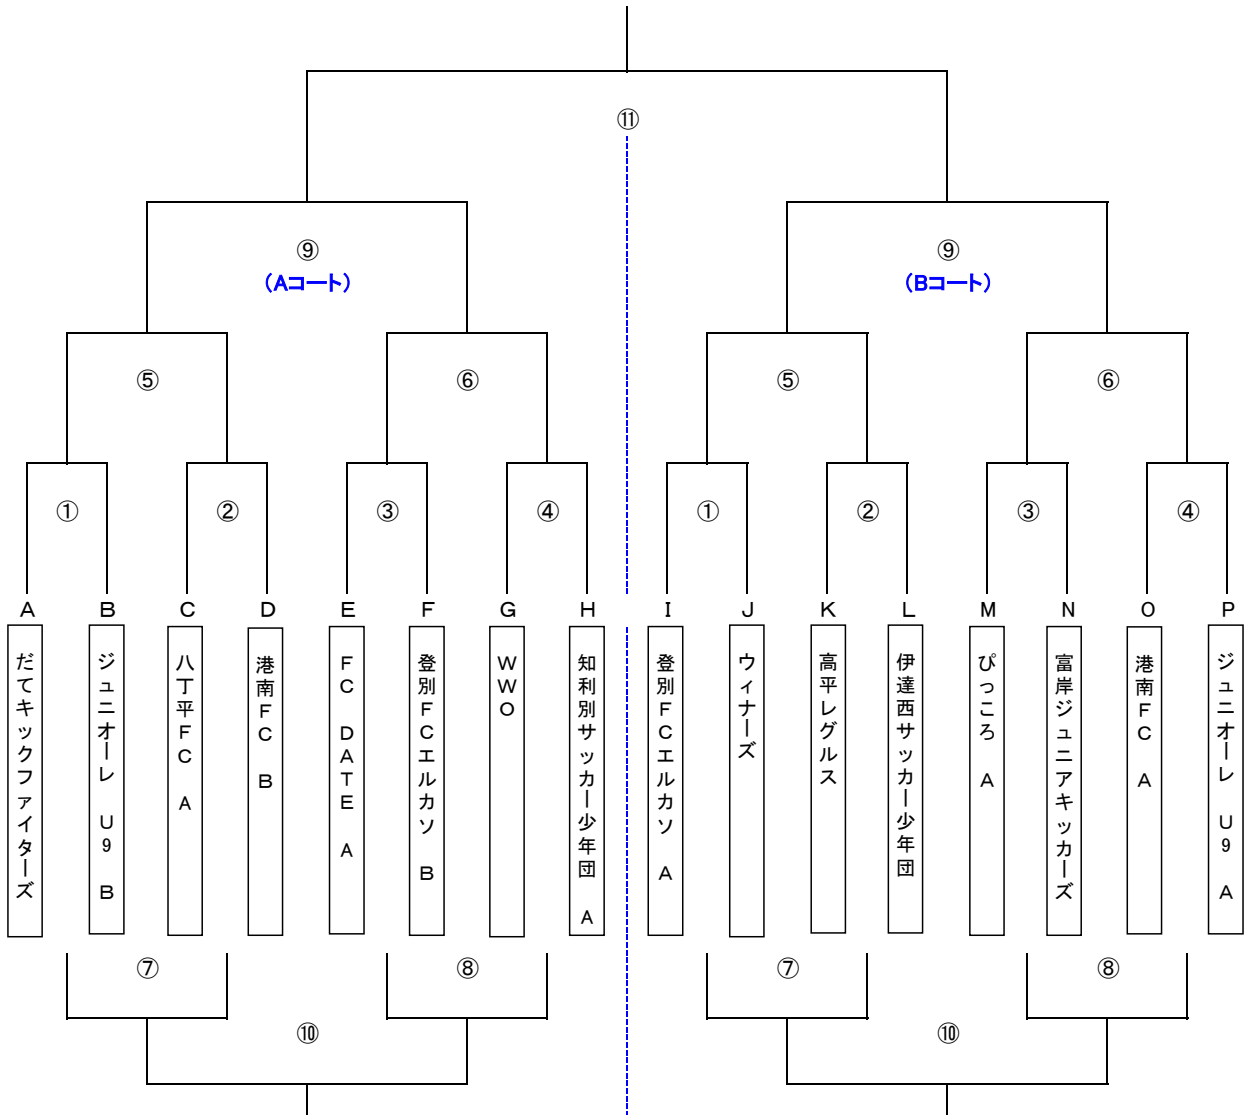 ⑪
⑨ ⑨
(Aコート) (Bコート)
⑤ ⑥ ⑤ ⑥
① ② ③ ④ ① ② ③ ④
A B C D E F G H I J K L M N O P
だてキックファイターズ
ジュニオーレ U9 B
八丁平FC A
港南FC B
FC DATE A
登別FCエルカソ B
WWO
知利別サッカー少年団 A
登別FCエルカソ A
ウィナーズ
高平レグルス
伊達西サッカー少年団
ぴっころ A
富岸ジュニアキッカーズ
港南FC A
ジュニオーレ U9 A
⑦ ⑧ ⑦ ⑧
⑩ ⑩